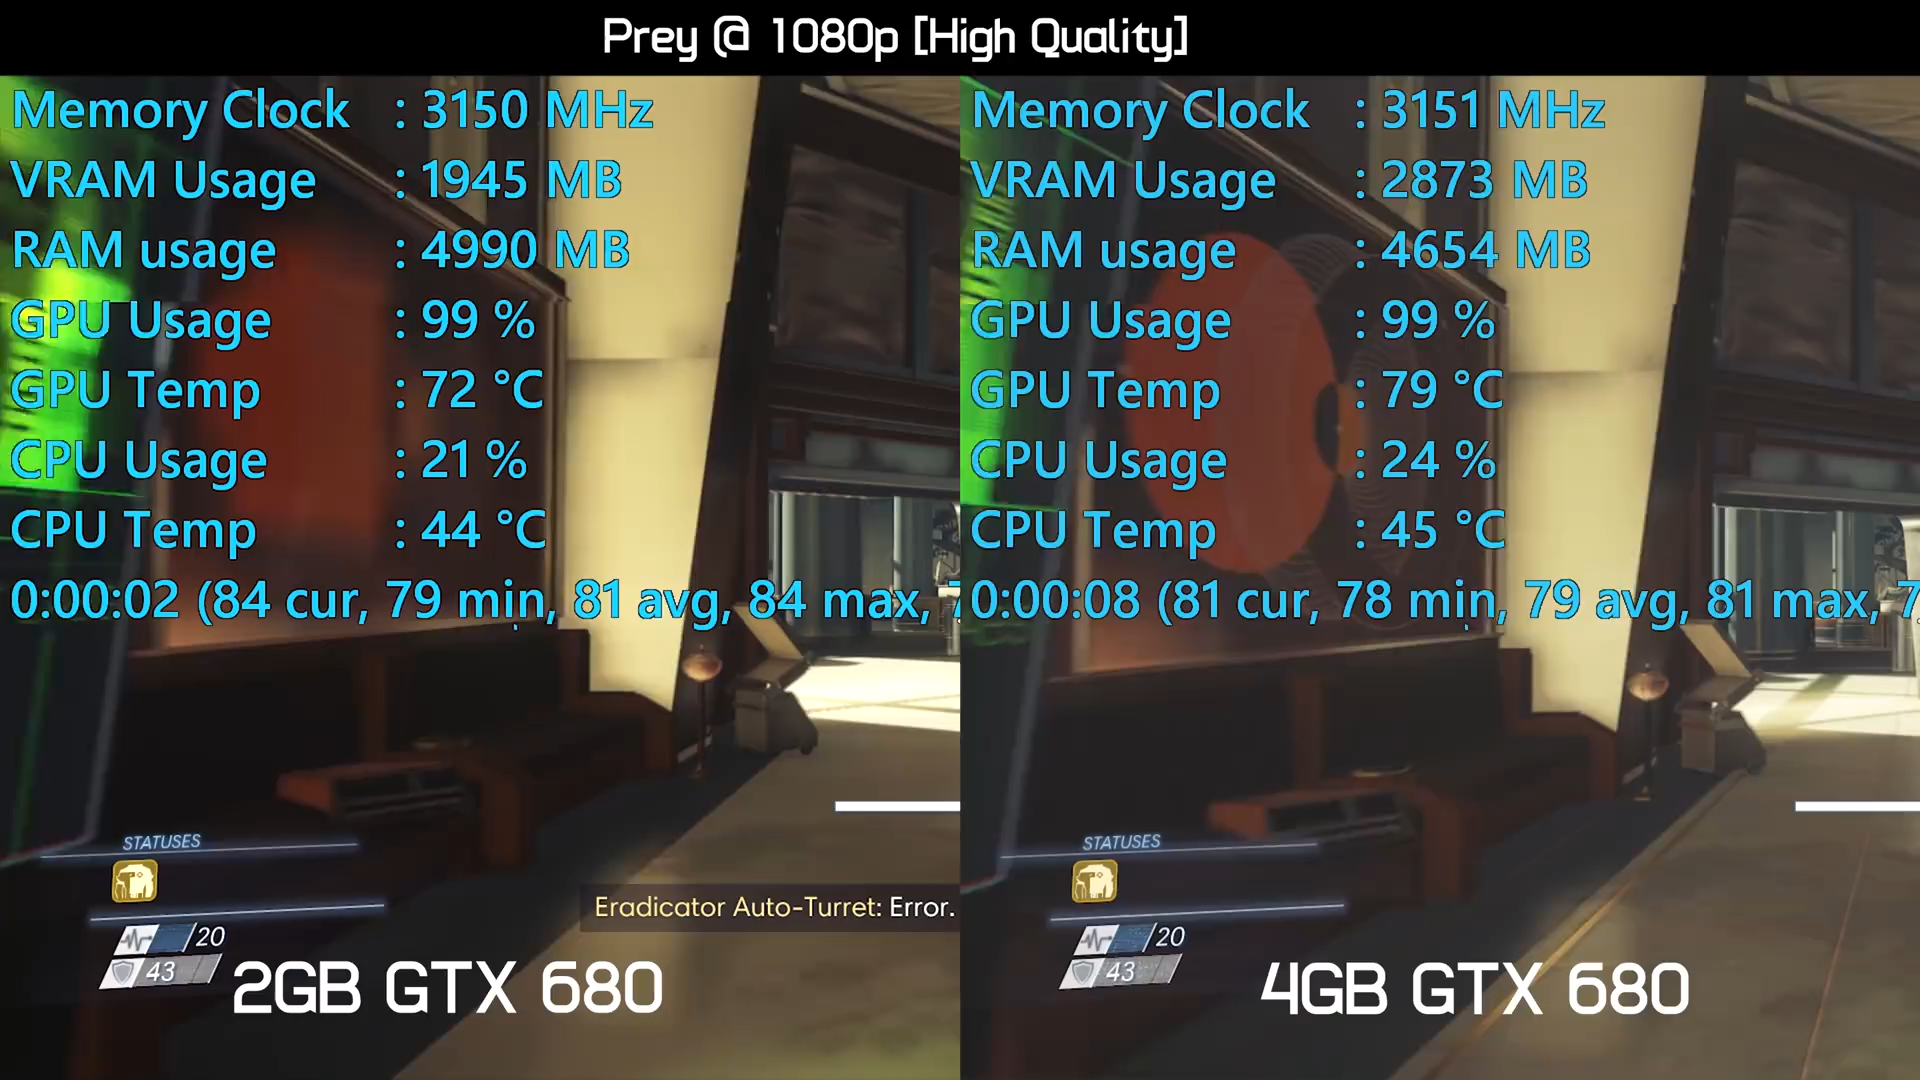 Prey @ 1080p [High Quality]
Memory Clock : 3150 MHz
VRAM Usage : 1945 MB
RAM usage : 4990 MB
GPU Usage : 99 %
GPU Temp : 72 °C
CPU Usage : 21 %
CPU Temp : 44 °C
0:00:02 (84 cur, 79 min, 81 avg, 84 max,
STATUSES
Eradicator Auto-Turret: Error.
/20
43
2GB GTX 680
Memory Clock : 3151 MHz
VRAM Usage : 2873 MB
RAM usage : 4654 MB
GPU Usage : 99 %
GPU Temp : 79 °C
CPU Usage : 24 %
CPU Temp : 45 °C
0:00:08 (81 cur, 78 min, 79 avg, 81 max, 7
STATUSES
/20
43
4GB GTX 680